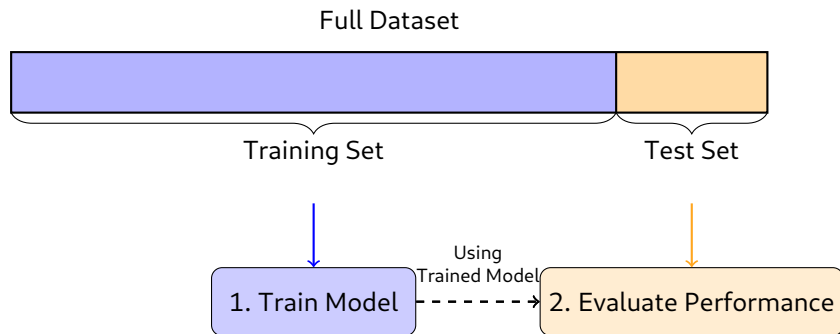 Full Dataset
Training Set
Test Set
Using
Trained Model
1. Train Model
2. Evaluate Performance